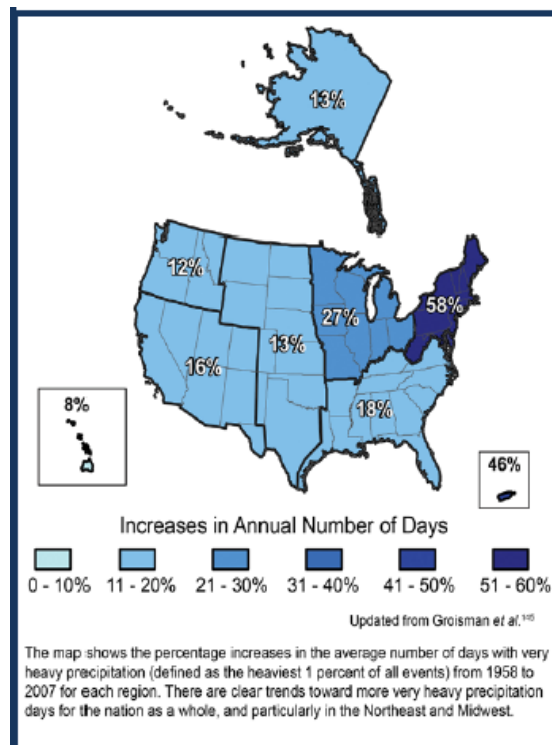 13%
12%
58%
27%
13%
16%
18%
8%
46%
Increases in Annual Number of Days
0 - 10% 11 - 20% 21 - 30% 31 - 40% 41 - 50% 51 - 60%
Updated from Groisman et al.¹⁴⁵
The map shows the percentage increases in the average number of days with very
heavy precipitation (defined as the heaviest 1 percent of all events) from 1958 to
2007 for each region. There are clear trends toward more very heavy precipitation
days for the nation as a whole, and particularly in the Northeast and Midwest.